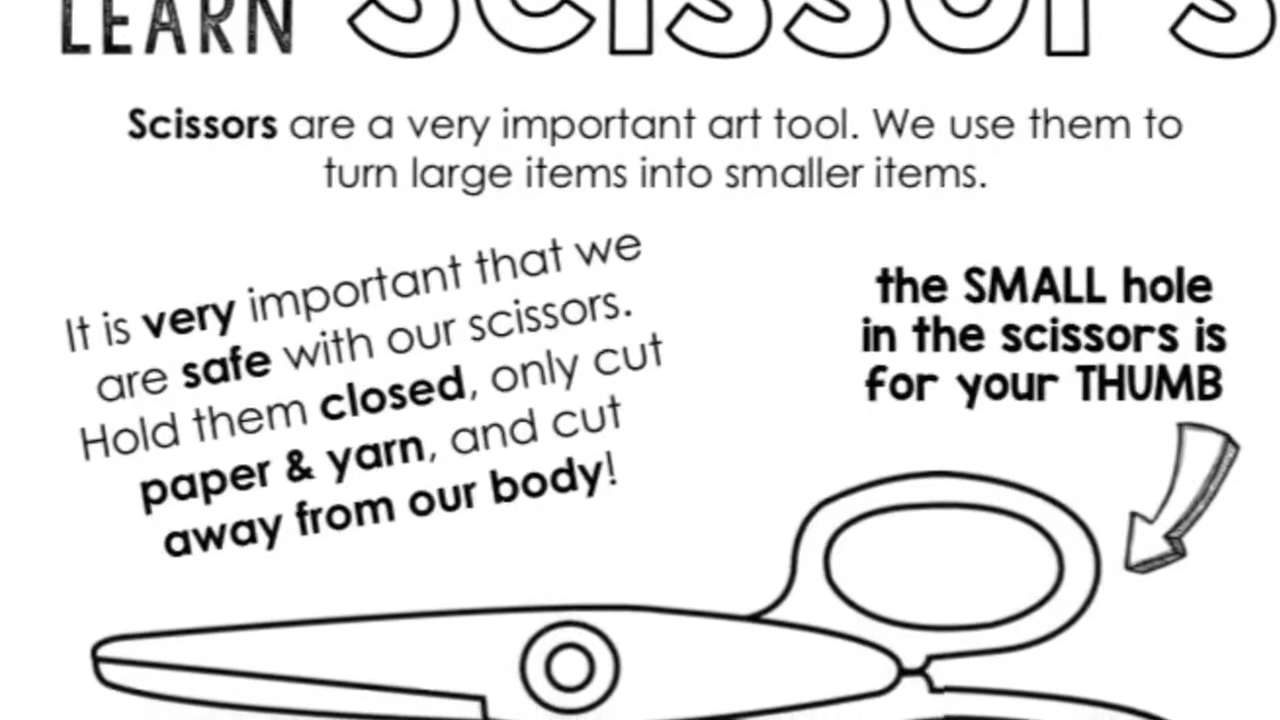 LEARN SCISSORS
Scissors are a very important art tool. We use them to
turn large items into smaller items.
It is very important that we
are safe with our scissors.
Hold them closed, only cut
paper & yarn, and cut
away from our body!
the SMALL hole
in the scissors is
for your THUMB